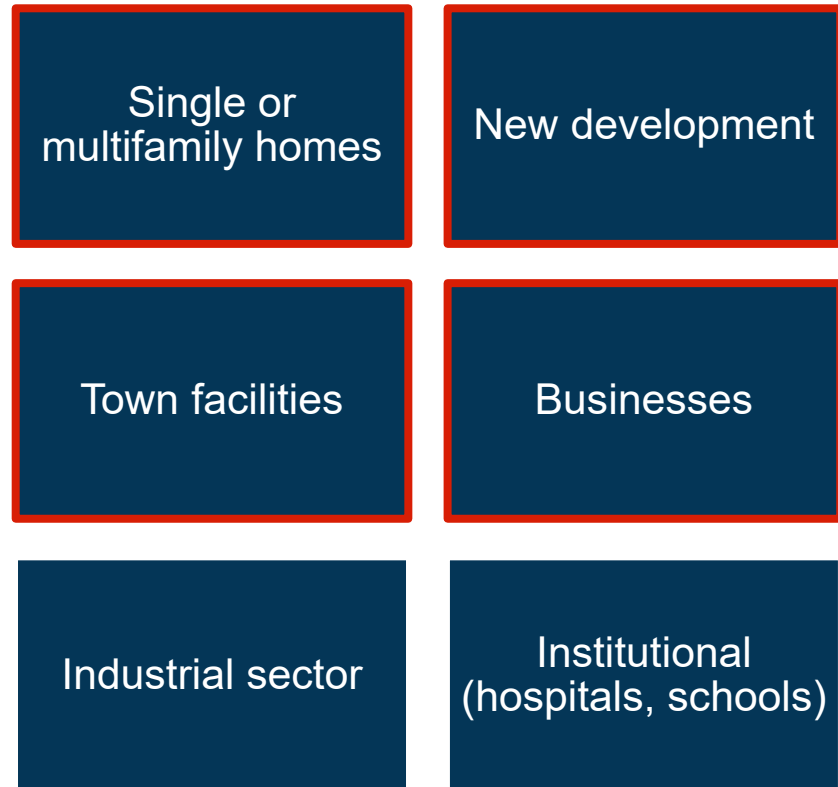 Single or
multifamily homes
New development
Town facilities
Businesses
Industrial sector
Institutional
(hospitals, schools)